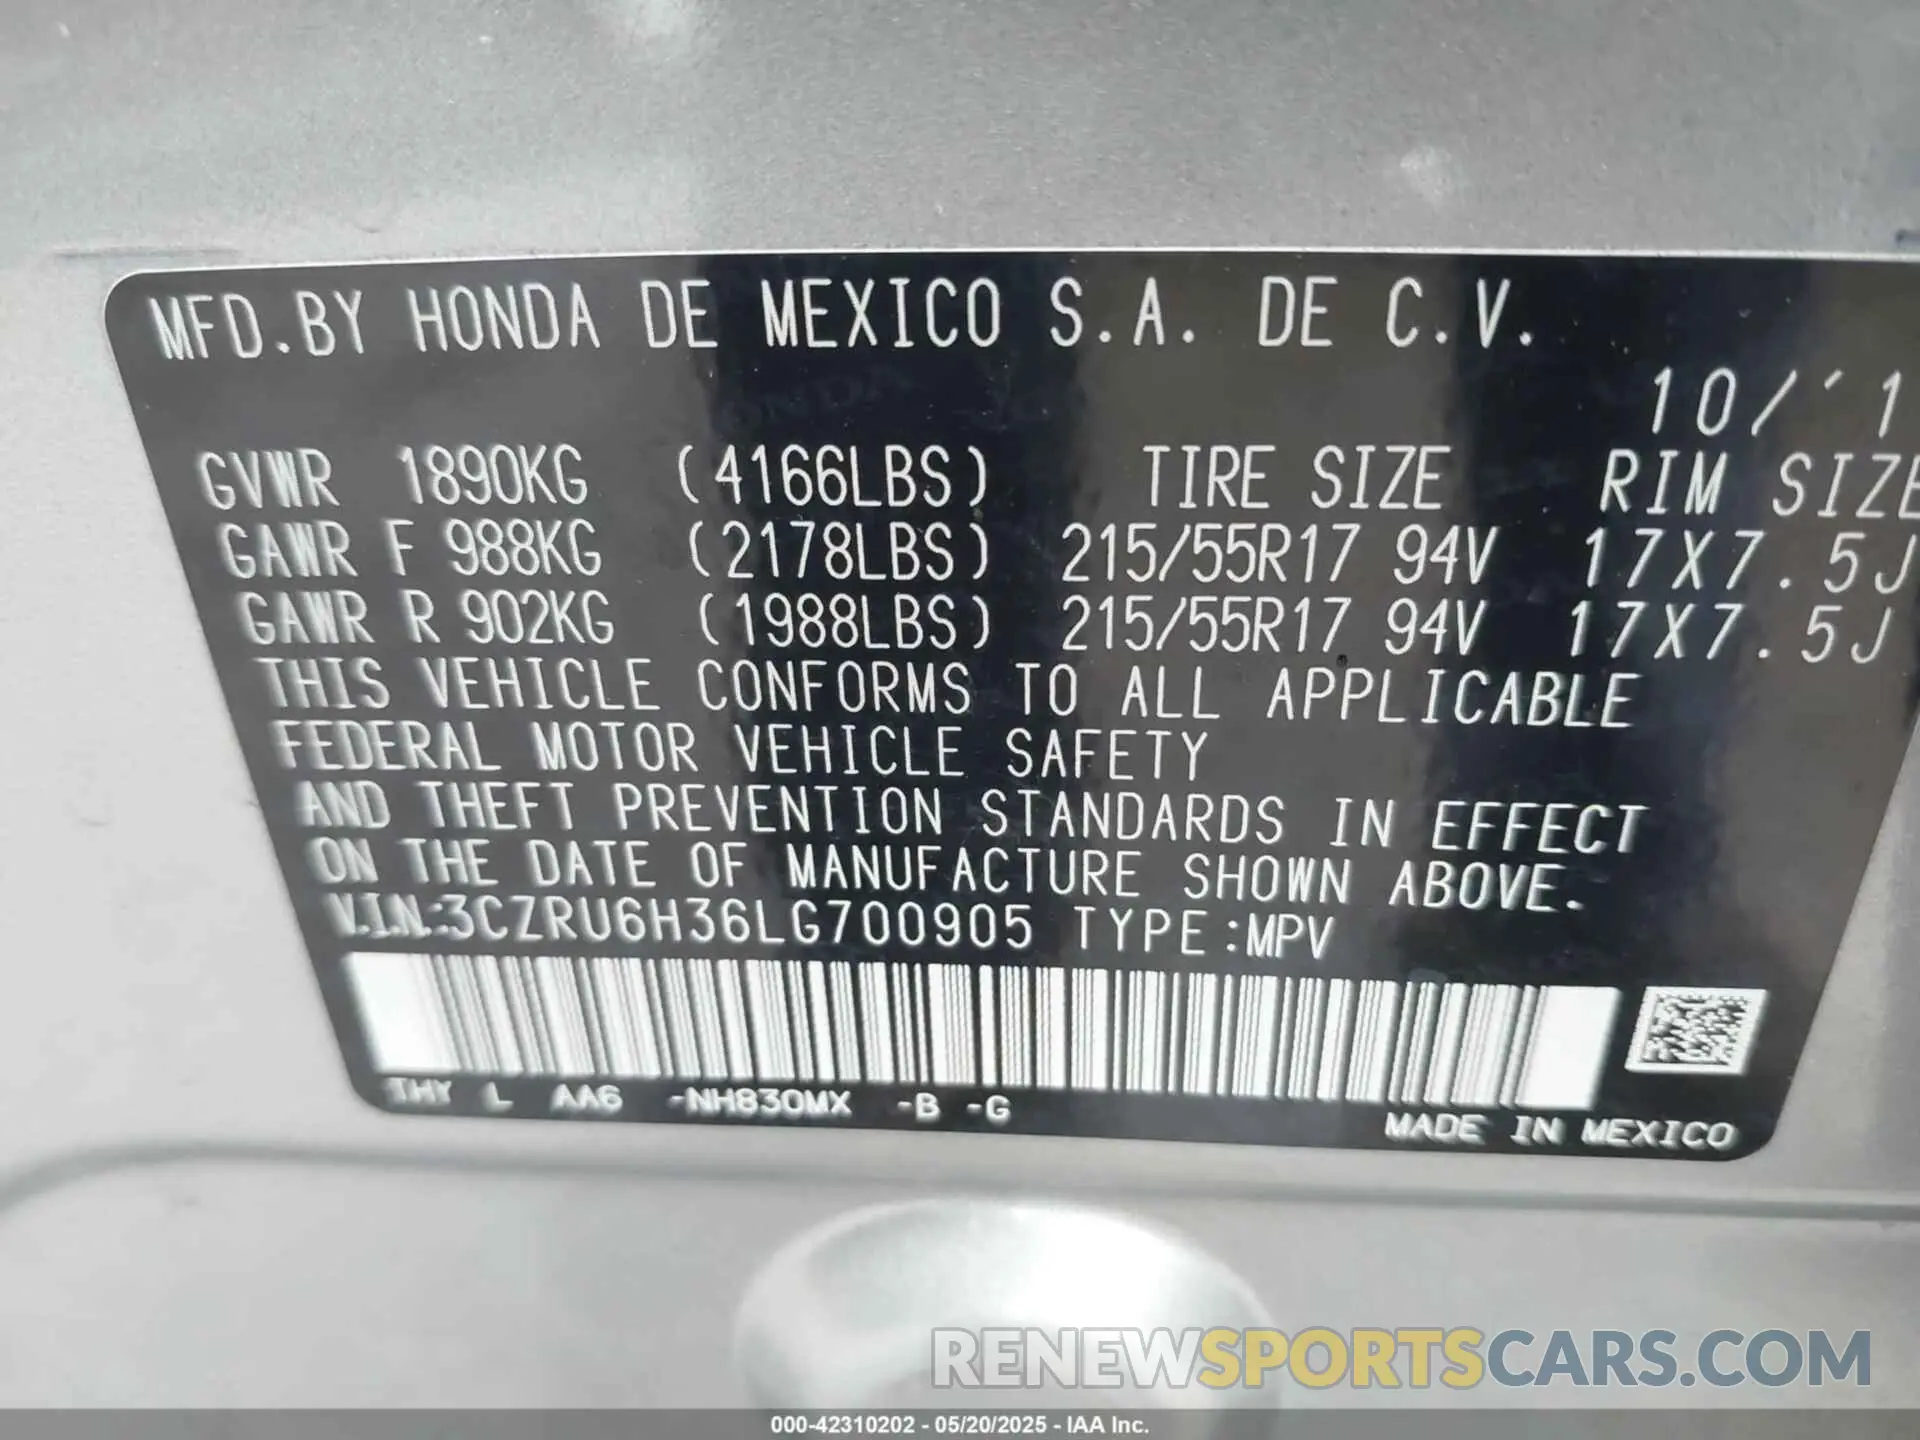 MFD.BY HONDA DE MEXICO S.A. DE C.V.
10/'1
GVWR 1890KG (4166LBS) TIRE SIZE RIM SIZE
GAWR F 988KG (2178LBS) 215/55R17 94V 17X7.5J
GAWR R 902KG (1988LBS) 215/55R17 94V 17X7.5J
THIS VEHICLE CONFORMS TO ALL APPLICABLE
FEDERAL MOTOR VEHICLE SAFETY
AND THEFT PREVENTION STANDARDS IN EFFECT
ON THE DATE OF MANUFACTURE SHOWN ABOVE.
V.I.N.:3CZRU6H36LG700905 TYPE:MPV
THY L AA6 -NH830MX -B -G
MADE IN MEXICO
RENEWSPORTSCARS.COM
000-42310202 - 05/20/2025 - IAA Inc.